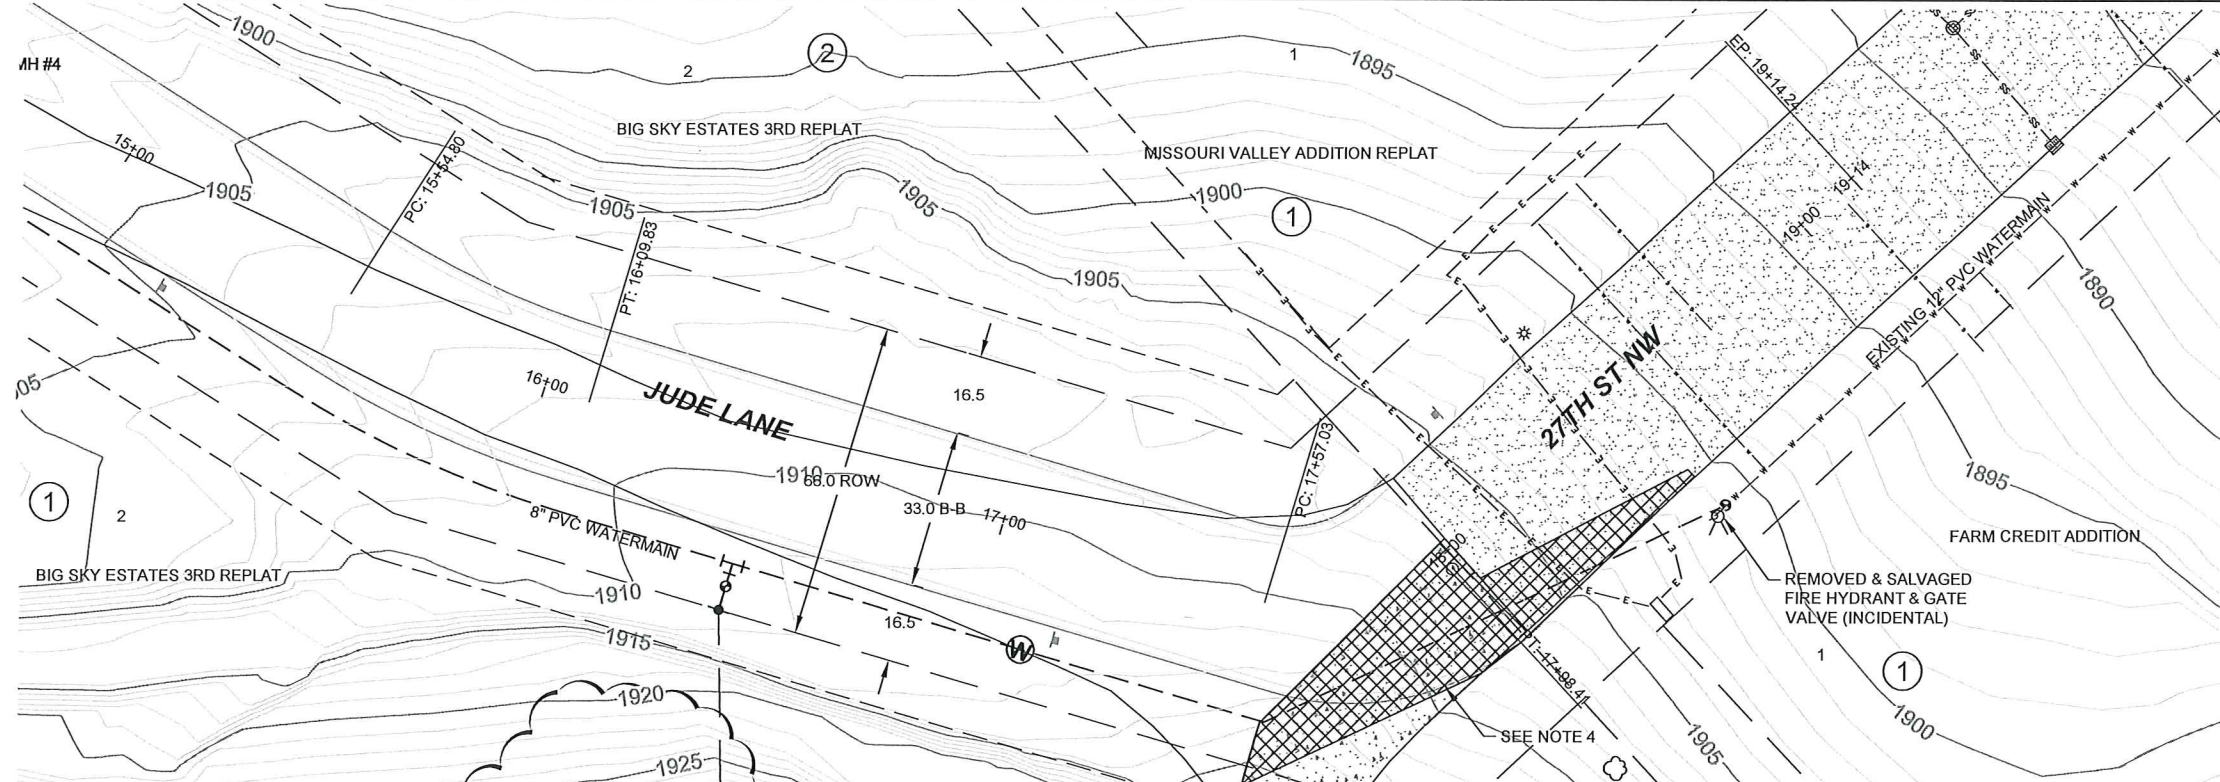 1900
2
2
1
1895
EP: 19+14.24
MH #4
BIG SKY ESTATES 3RD REPLAT
MISSOURI VALLEY ADDITION REPLAT
15+00
PC: 15+54.80
1905
1905
1905
1900
1
19+14
19+00
EXISTING 12" PVC WATERMAIN
1890
PT: 16+09.83
1905
27TH ST NW
16+00
JUDE LANE
16.5
PC: 17+57.03
1910
66.0 ROW
33.0 B-B
17+00
1895
1
2
8" PVC WATERMAIN
FARM CREDIT ADDITION
BIG SKY ESTATES 3RD REPLAT
1910
REMOVED & SALVAGED
FIRE HYDRANT & GATE
VALVE (INCIDENTAL)
16.5
1915
W
1
1
PT: 17+98.41
1920
SEE NOTE 4
1905
1900
1925